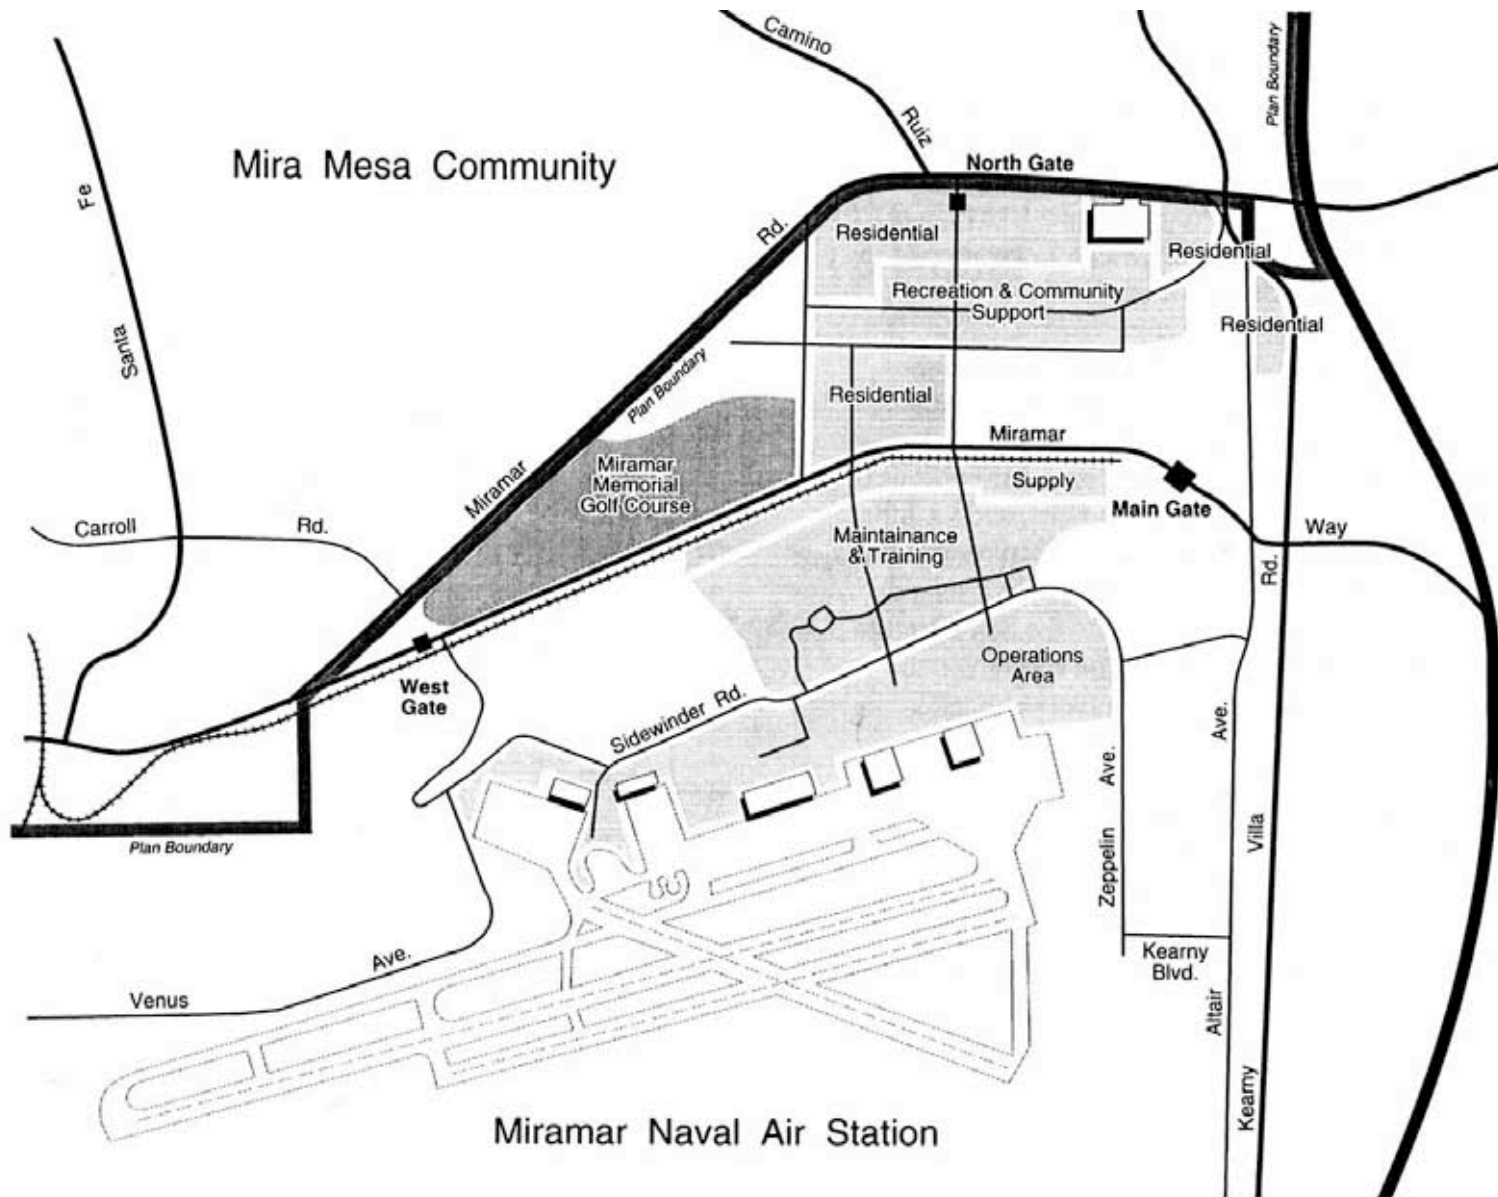 Camino
Ruiz
Plan Boundary
Mira Mesa Community
North Gate
Fe
Santa
Rd.
Residential
Residential
Recreation & Community
Support
Residential
Plan Boundary
Residential
Miramar
Miramar
Miramar
Memorial
Golf Course
Supply
Main Gate
Way
Carroll
Rd.
Maintainance
& Training
Rd.
Operations
Area
West
Gate
Sidewinder Rd.
Ave.
Zeppelin
Ave.
Villa
Plan Boundary
Ave.
Venus
Kearny
Blvd.
Altair
Kearny
Miramar Naval Air Station